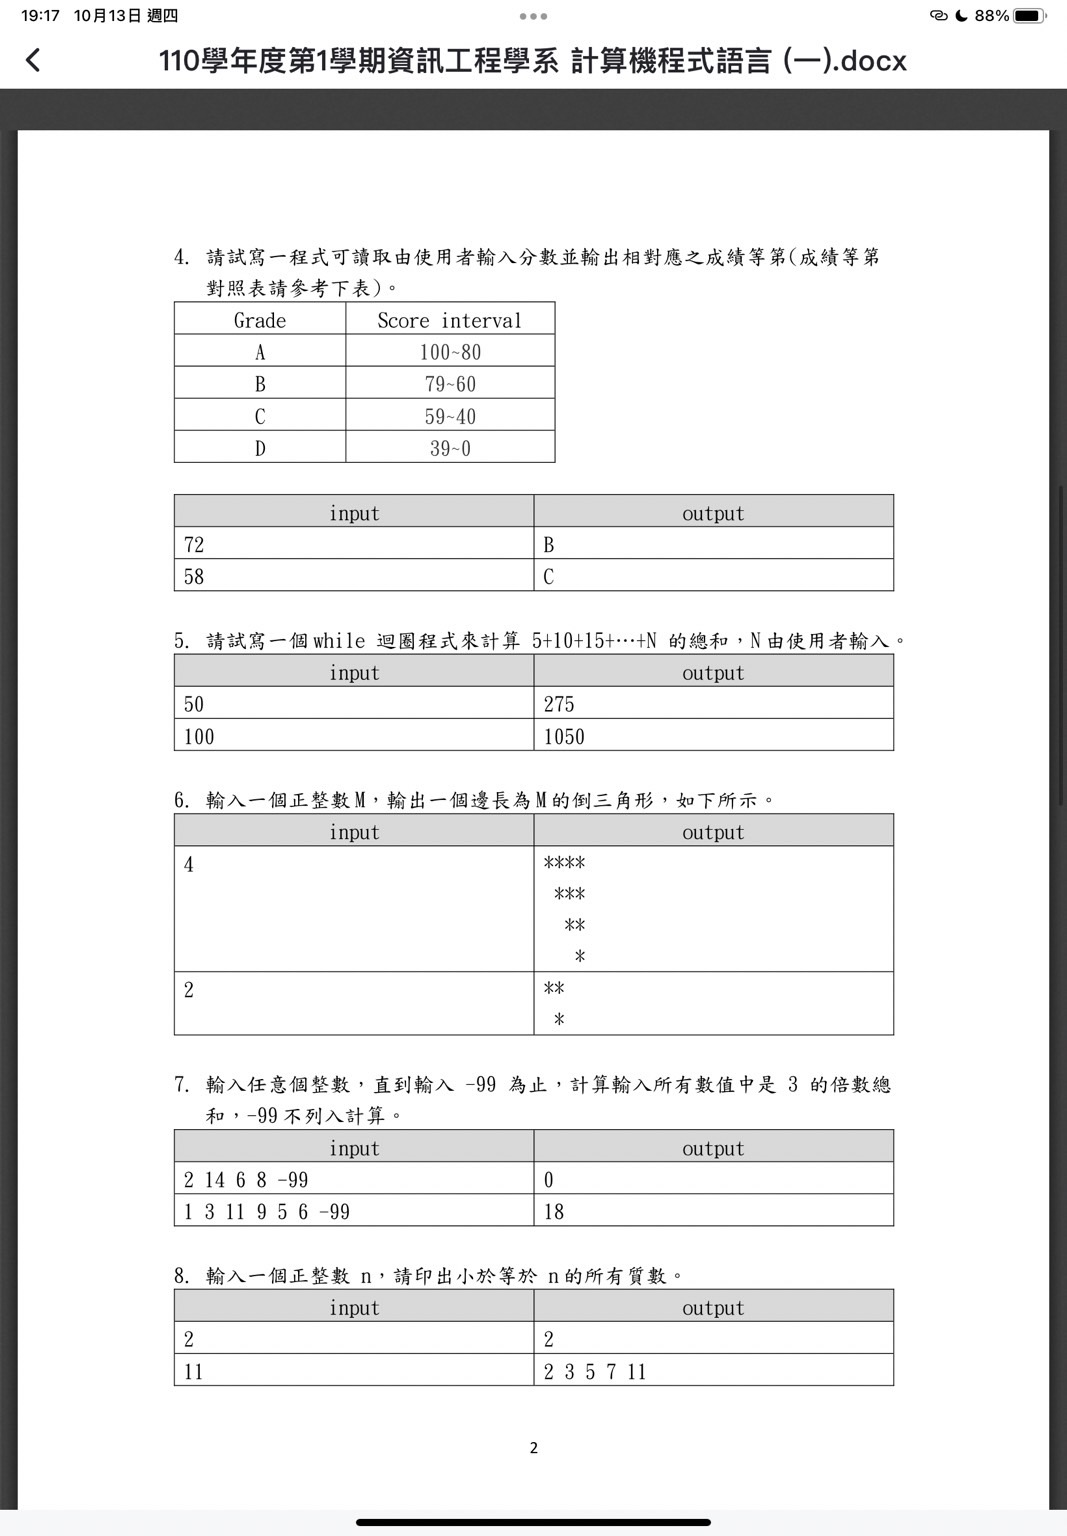 19:17 10月13日 週四
88%
110學年度第1學期資訊工程學系 計算機程式語言 (一).docx
4. 請試寫一程式可讀取由使用者輸入分數並輸出相對應之成績等第(成績等第
對照表請參考下表)。
Grade Score interval
A 100~80
B 79~60
C 59~40
D 39~0
input output
72 B
58 C
5. 請試寫一個while 迴圈程式來計算 5+10+15+…+N 的總和，N由使用者輸入。
input output
50 275
100 1050
6. 輸入一個正整數M，輸出一個邊長為M的倒三角形，如下所示。
input output
4 ****
***
**
*
2 **
*
7. 輸入任意個整數，直到輸入 -99 為止，計算輸入所有數值中是 3 的倍數總
和，-99不列入計算。
input output
2 14 6 8 -99 0
1 3 11 9 5 6 -99 18
8. 輸入一個正整數 n，請印出小於等於 n的所有質數。
input output
2 2
11 2 3 5 7 11
2